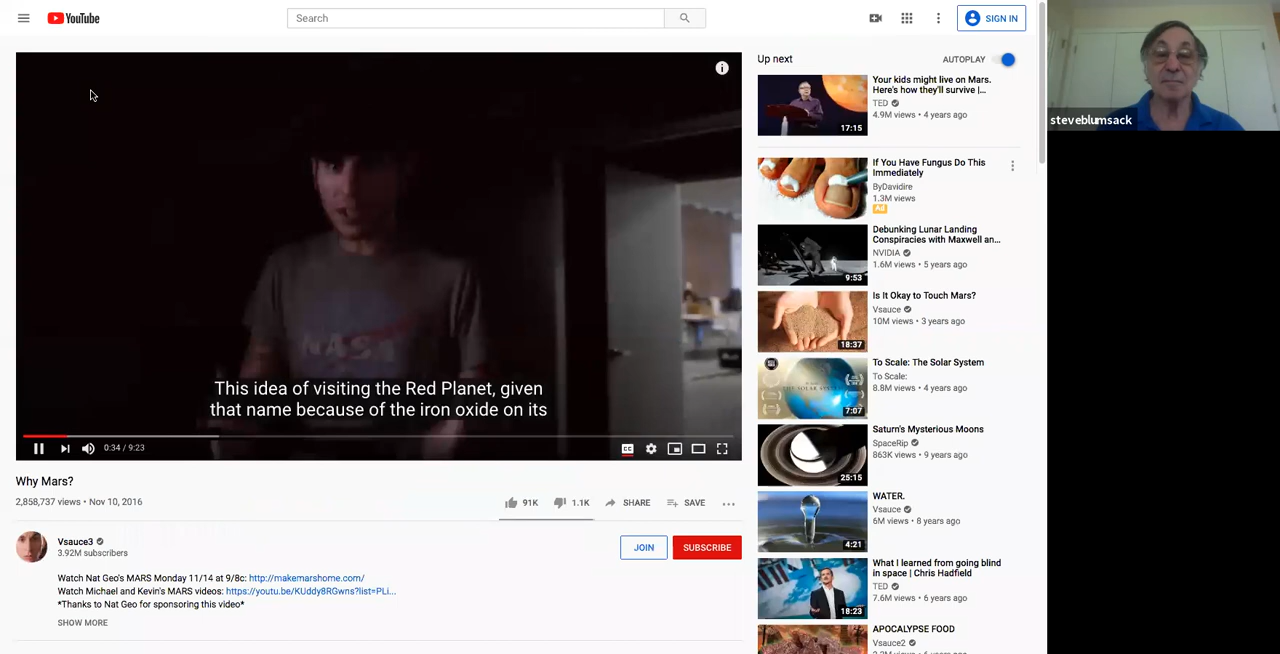 YouTube
Search
SIGN IN
NASA
This idea of visiting the Red Planet, given
that name because of the iron oxide on its
0:34 / 9:23
CC
Why Mars?
2,858,737 views • Nov 10, 2016
91K
1.1K
SHARE
SAVE
Vsauce3
3.92M subscribers
JOIN
SUBSCRIBE
Watch Nat Geo's MARS Monday 11/14 at 9/8c: http://makemarshome.com/
Watch Michael and Kevin's MARS videos: https://youtu.be/KUddy8RGwns?list=PLi...
*Thanks to Nat Geo for sponsoring this video*
SHOW MORE
Up next
AUTOPLAY
Your kids might live on Mars.
Here's how they'll survive |...
TED
4.9M views • 4 years ago
17:15
If You Have Fungus Do This
Immediately
ByDavidire
1.3M views
Ad
Debunking Lunar Landing
Conspiracies with Maxwell an...
NVIDIA
1.6M views • 5 years ago
9:53
Is It Okay to Touch Mars?
Vsauce
10M views • 3 years ago
18:37
To Scale: The Solar System
To Scale:
8.8M views • 4 years ago
7:07
Saturn's Mysterious Moons
SpaceRip
863K views • 9 years ago
25:15
WATER.
Vsauce
6M views • 8 years ago
4:21
What I learned from going blind
in space | Chris Hadfield
TED
7.6M views • 6 years ago
18:23
APOCALYPSE FOOD
Vsauce2
steveblumsack